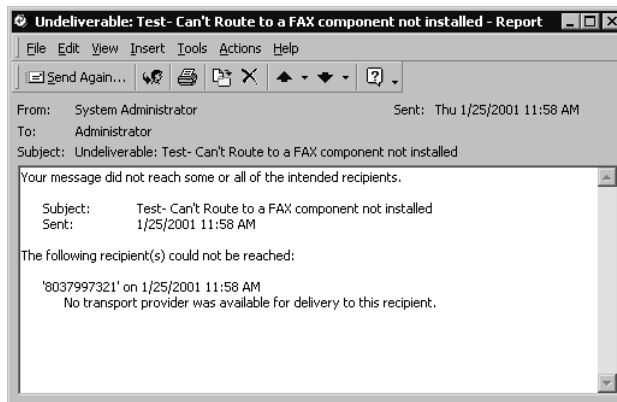 Undeliverable: Test- Can't Route to a FAX component not installed - Report
File Edit View Insert Tools Actions Help
Send Again...
From: System Administrator Sent: Thu 1/25/2001 11:58 AM
To: Administrator
Subject: Undeliverable: Test- Can't Route to a FAX component not installed
Your message did not reach some or all of the intended recipients.
Subject: Test- Can't Route to a FAX component not installed
Sent: 1/25/2001 11:58 AM
The following recipient(s) could not be reached:
'8037997321' on 1/25/2001 11:58 AM
No transport provider was available for delivery to this recipient.